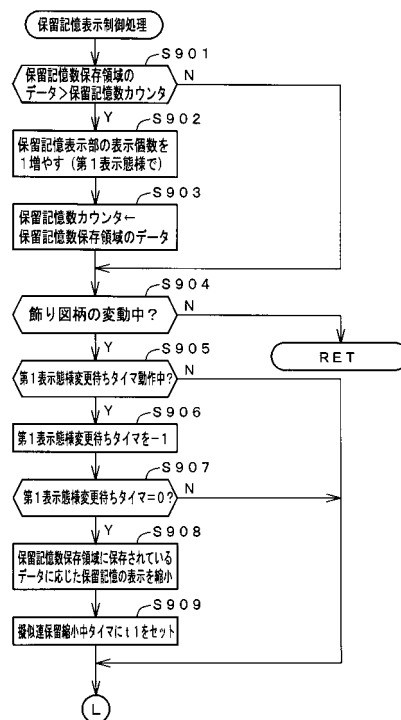 保留記憶表示制御処理
S901
保留記憶数保存領域の
データ>保留記憶数カウンタ
N
Y
S902
保留記憶表示部の表示個数を
1増やす(第1表示態様で)
S903
保留記憶数カウンタ←
保留記憶数保存領域のデータ
S904
飾り図柄の変動中?
N
RET
Y
S905
第1表示態様変更待ちタイマ動作中?
N
Y
S906
第1表示態様変更待ちタイマを-1
S907
第1表示態様変更待ちタイマ=0?
N
Y
S908
保留記憶数保存領域に保存されている
データに応じた保留記憶の表示を縮小
S909
擬似連保留縮小中タイマにt1をセット
L